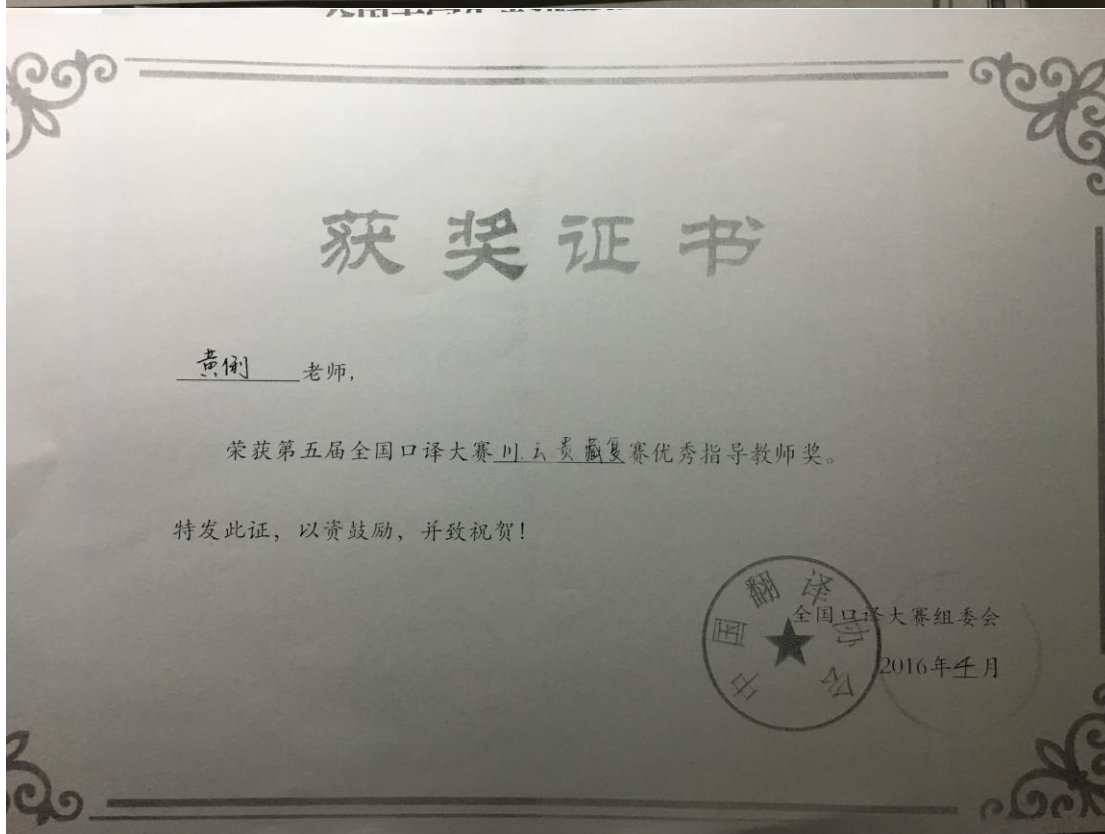 获奖证书
黄俐 老师，
荣获第五届全国口译大赛川云贵藏复赛优秀指导教师奖。
特发此证，以资鼓励，并致祝贺！
中国翻译协会
全国口译大赛组委会
2016年4月